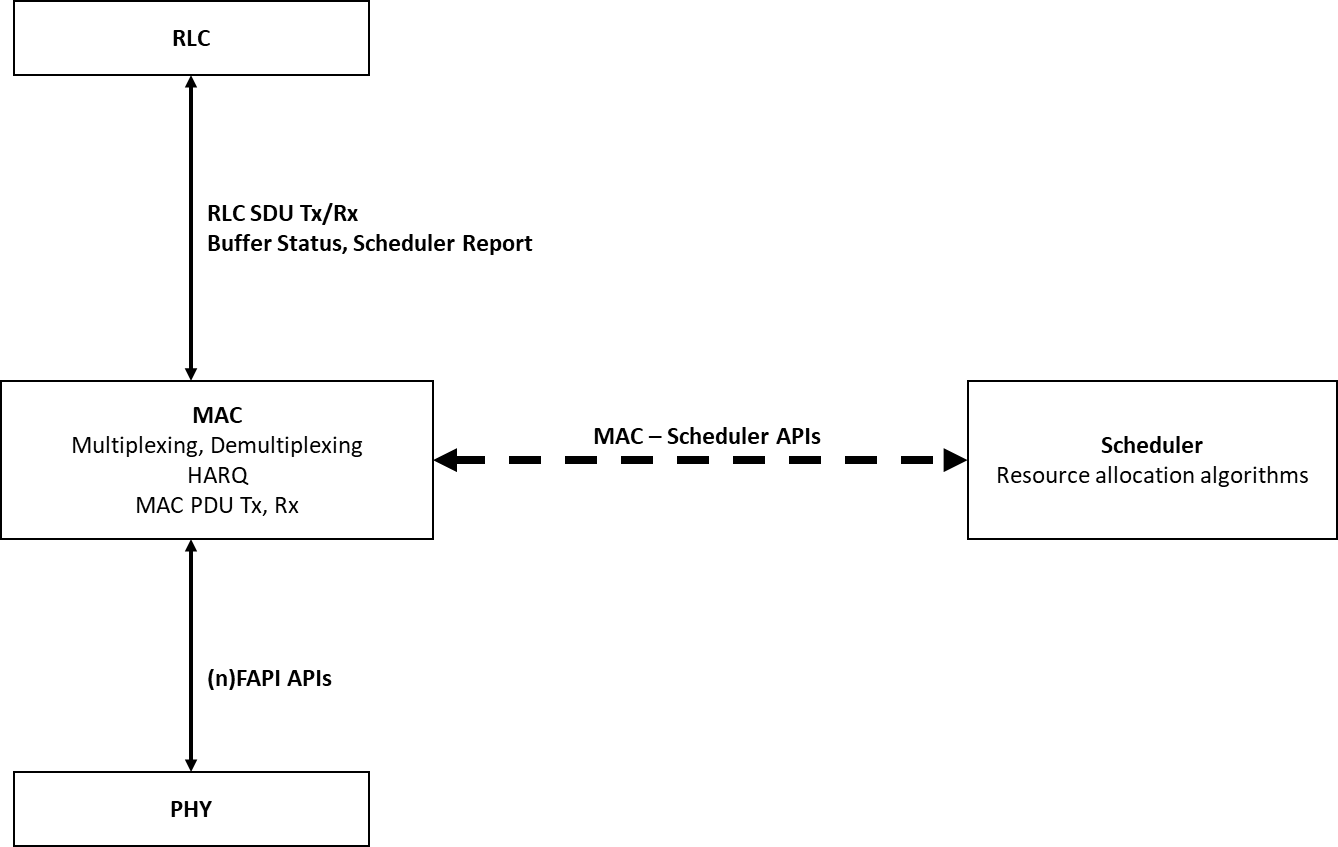 RLC
RLC SDU Tx/Rx
Buffer Status, Scheduler Report
MAC
Multiplexing, Demultiplexing
HARQ
MAC PDU Tx, Rx
MAC – Scheduler APIs
Scheduler
Resource allocation algorithms
(n)FAPI APIs
PHY